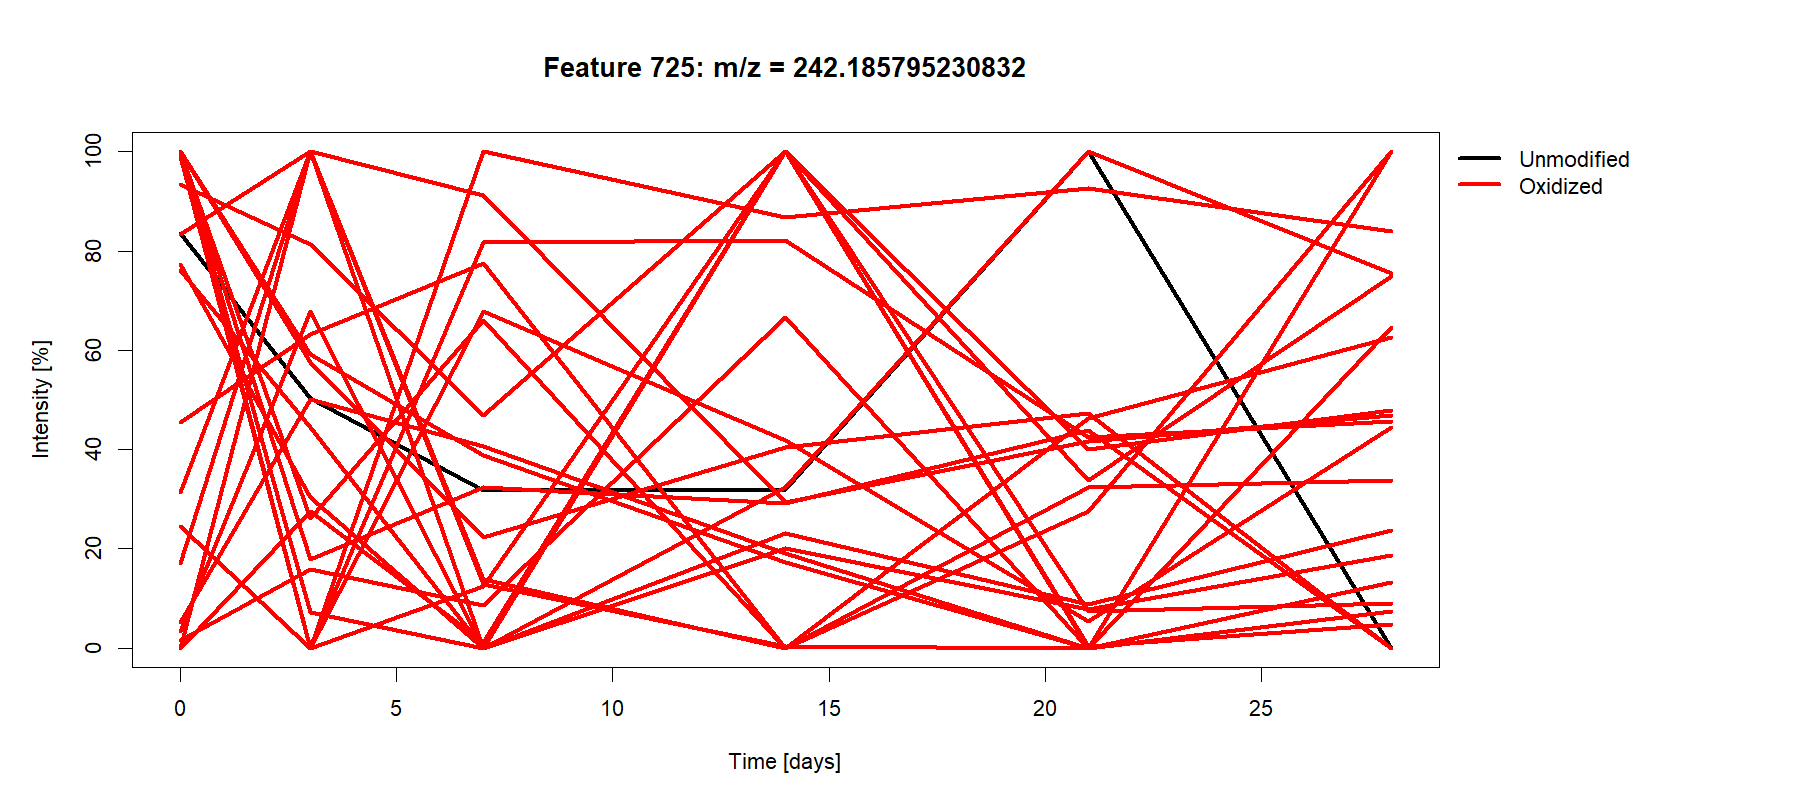 Feature 725: m/z = 242.185795230832
Unmodified
Oxidized
Intensity [%]
100
80
60
40
20
0
0 5 10 15 20 25
Time [days]